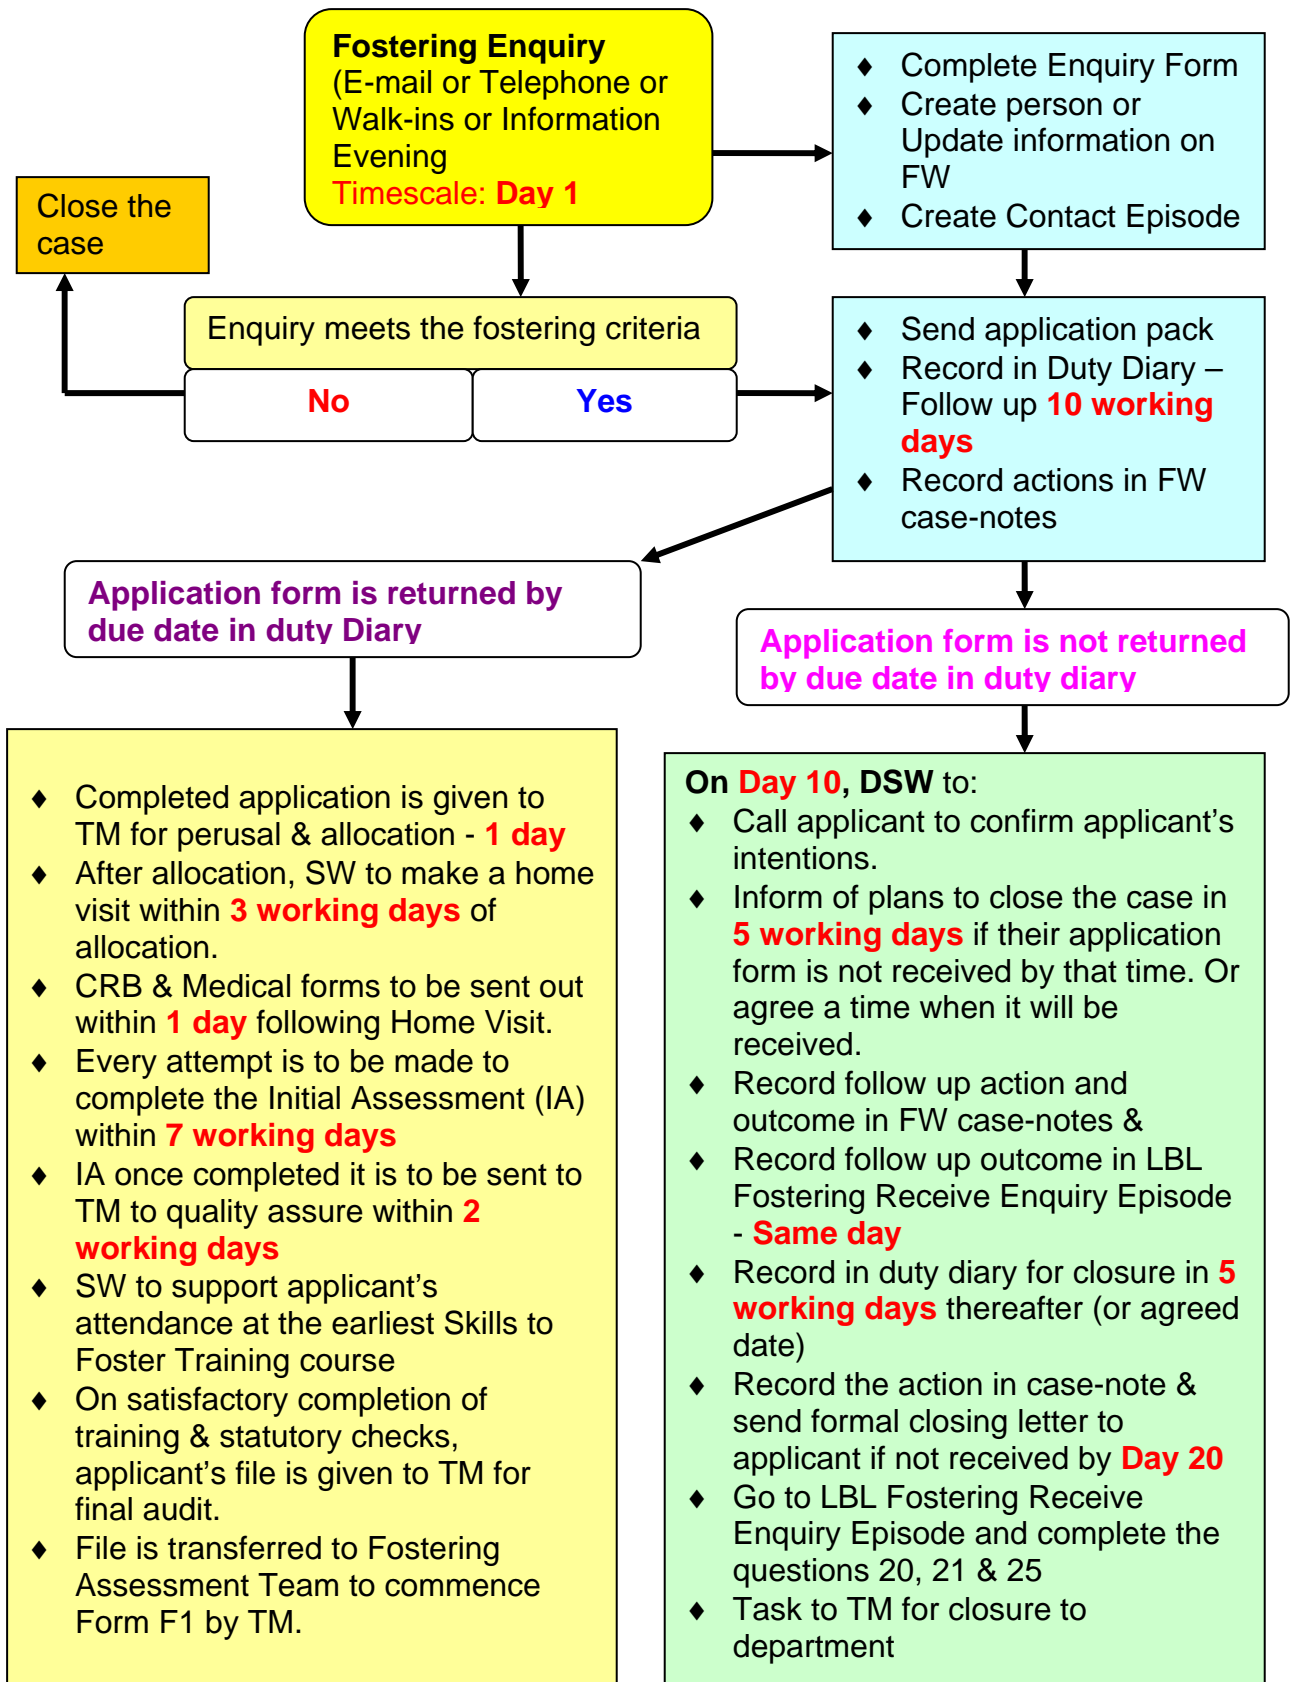 Fostering Enquiry
(E-mail or Telephone or
Walk-ins or Information
Evening
Timescale: Day 1
♦ Complete Enquiry Form
♦ Create person or
Update information on
FW
♦ Create Contact Episode
Close the
case
Enquiry meets the fostering criteria
No
Yes
♦ Send application pack
♦ Record in Duty Diary –
Follow up 10 working
days
♦ Record actions in FW
case-notes
Application form is returned by
due date in duty Diary
Application form is not returned
by due date in duty diary
♦ Completed application is given to
TM for perusal & allocation - 1 day
♦ After allocation, SW to make a home
visit within 3 working days of
allocation.
♦ CRB & Medical forms to be sent out
within 1 day following Home Visit.
♦ Every attempt is to be made to
complete the Initial Assessment (IA)
within 7 working days
♦ IA once completed it is to be sent to
TM to quality assure within 2
working days
♦ SW to support applicant’s
attendance at the earliest Skills to
Foster Training course
♦ On satisfactory completion of
training & statutory checks,
applicant’s file is given to TM for
final audit.
♦ File is transferred to Fostering
Assessment Team to commence
Form F1 by TM.
On Day 10, DSW to:
♦ Call applicant to confirm applicant’s
intentions.
♦ Inform of plans to close the case in
5 working days if their application
form is not received by that time. Or
agree a time when it will be
received.
♦ Record follow up action and
outcome in FW case-notes &
♦ Record follow up outcome in LBL
Fostering Receive Enquiry Episode
- Same day
♦ Record in duty diary for closure in 5
working days thereafter (or agreed
date)
♦ Record the action in case-note &
send formal closing letter to
applicant if not received by Day 20
♦ Go to LBL Fostering Receive
Enquiry Episode and complete the
questions 20, 21 & 25
♦ Task to TM for closure to
department